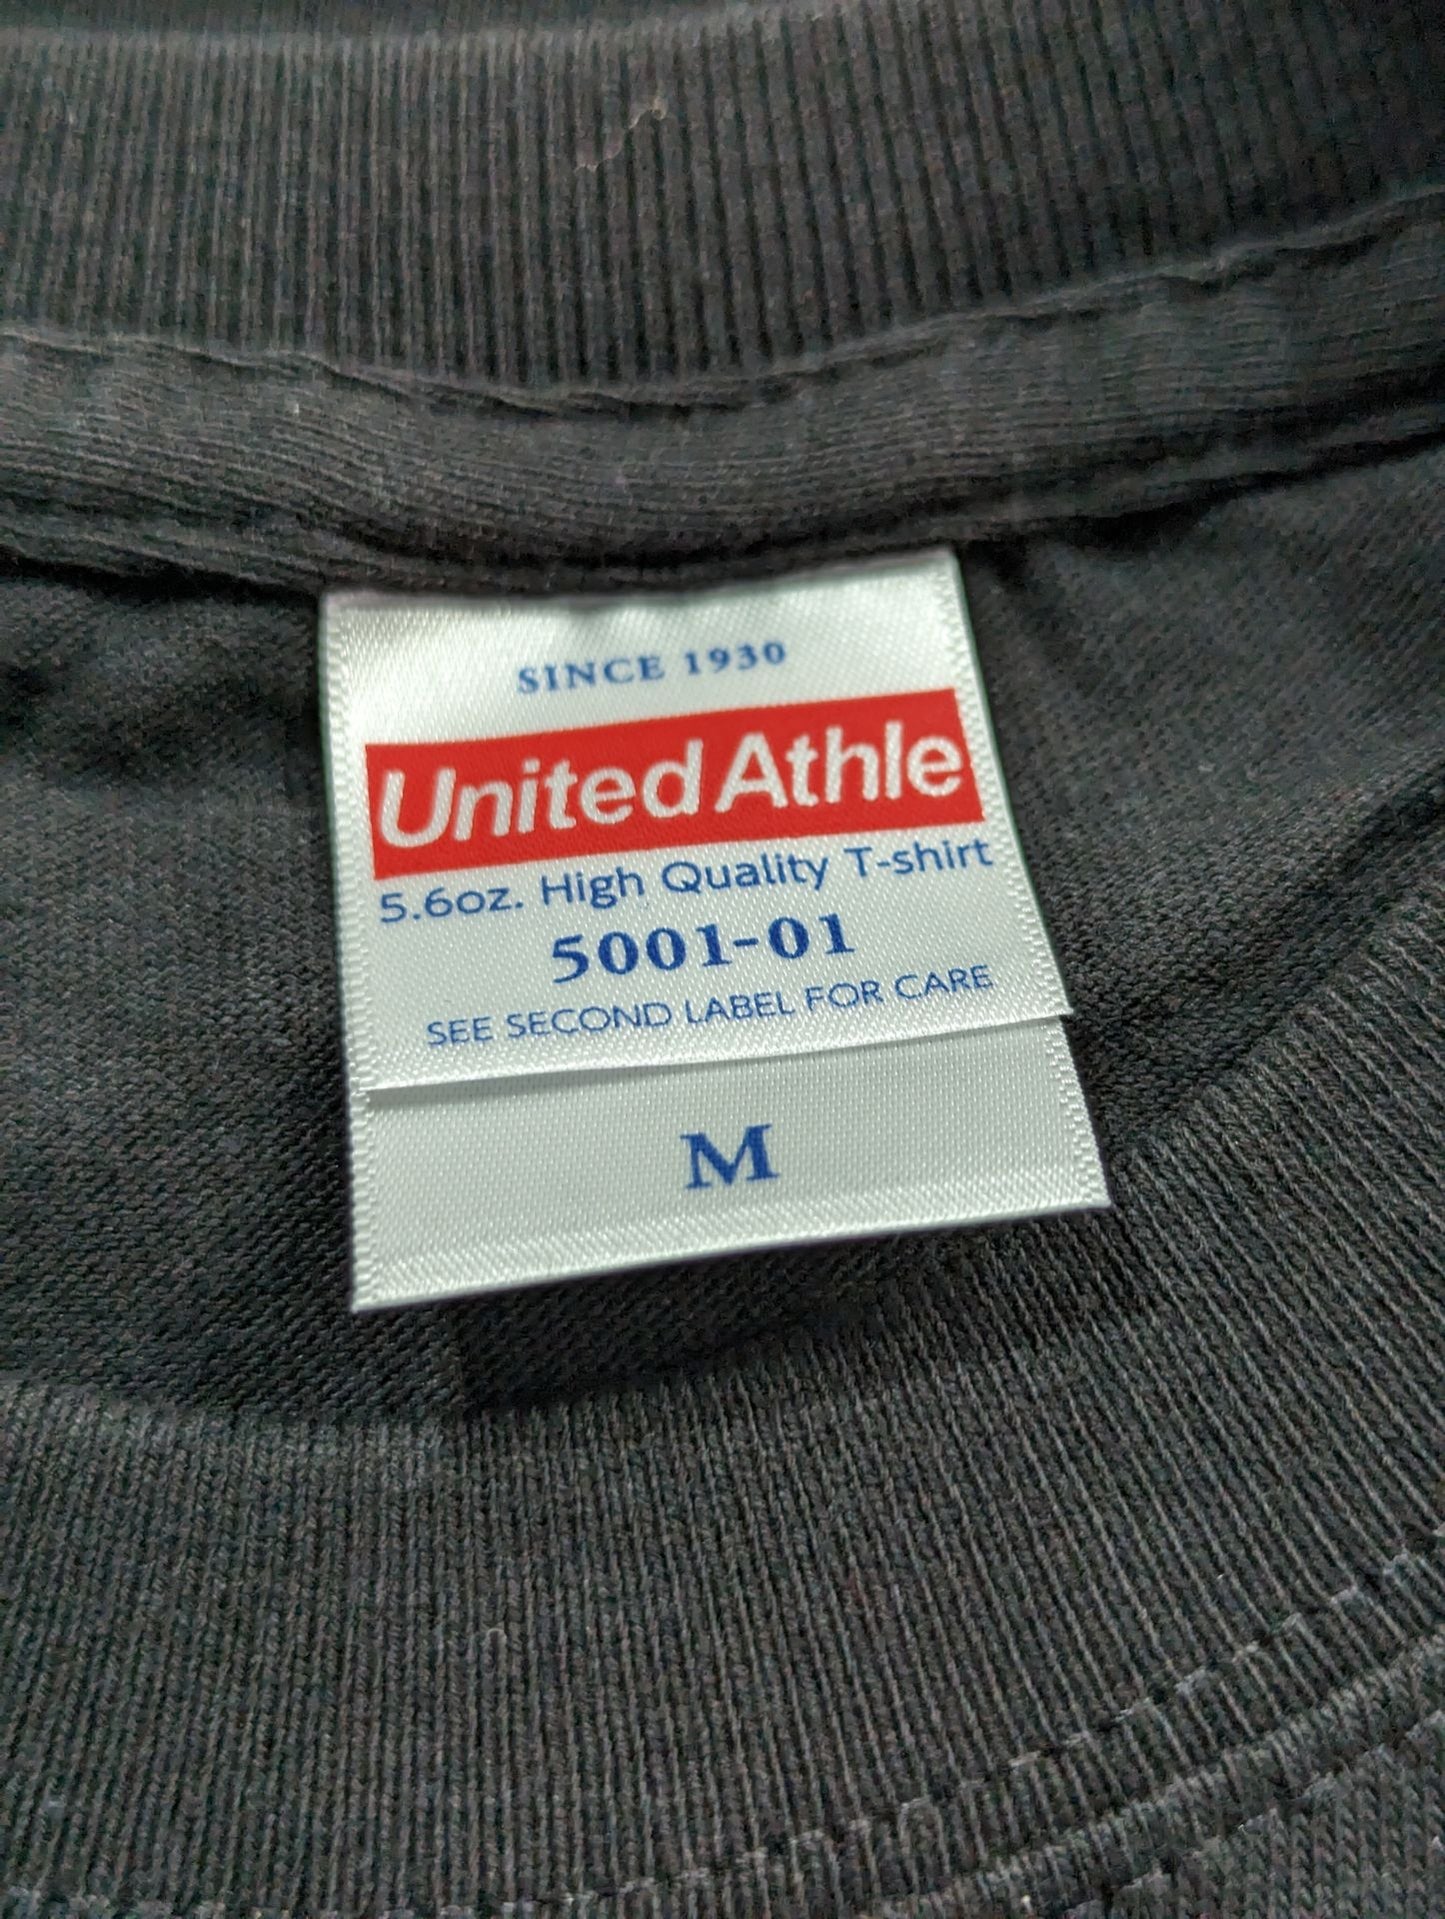 SINCE 1930
United Athle
5.6oz. High Quality T-shirt
5001-01
SEE SECOND LABEL FOR CARE
M